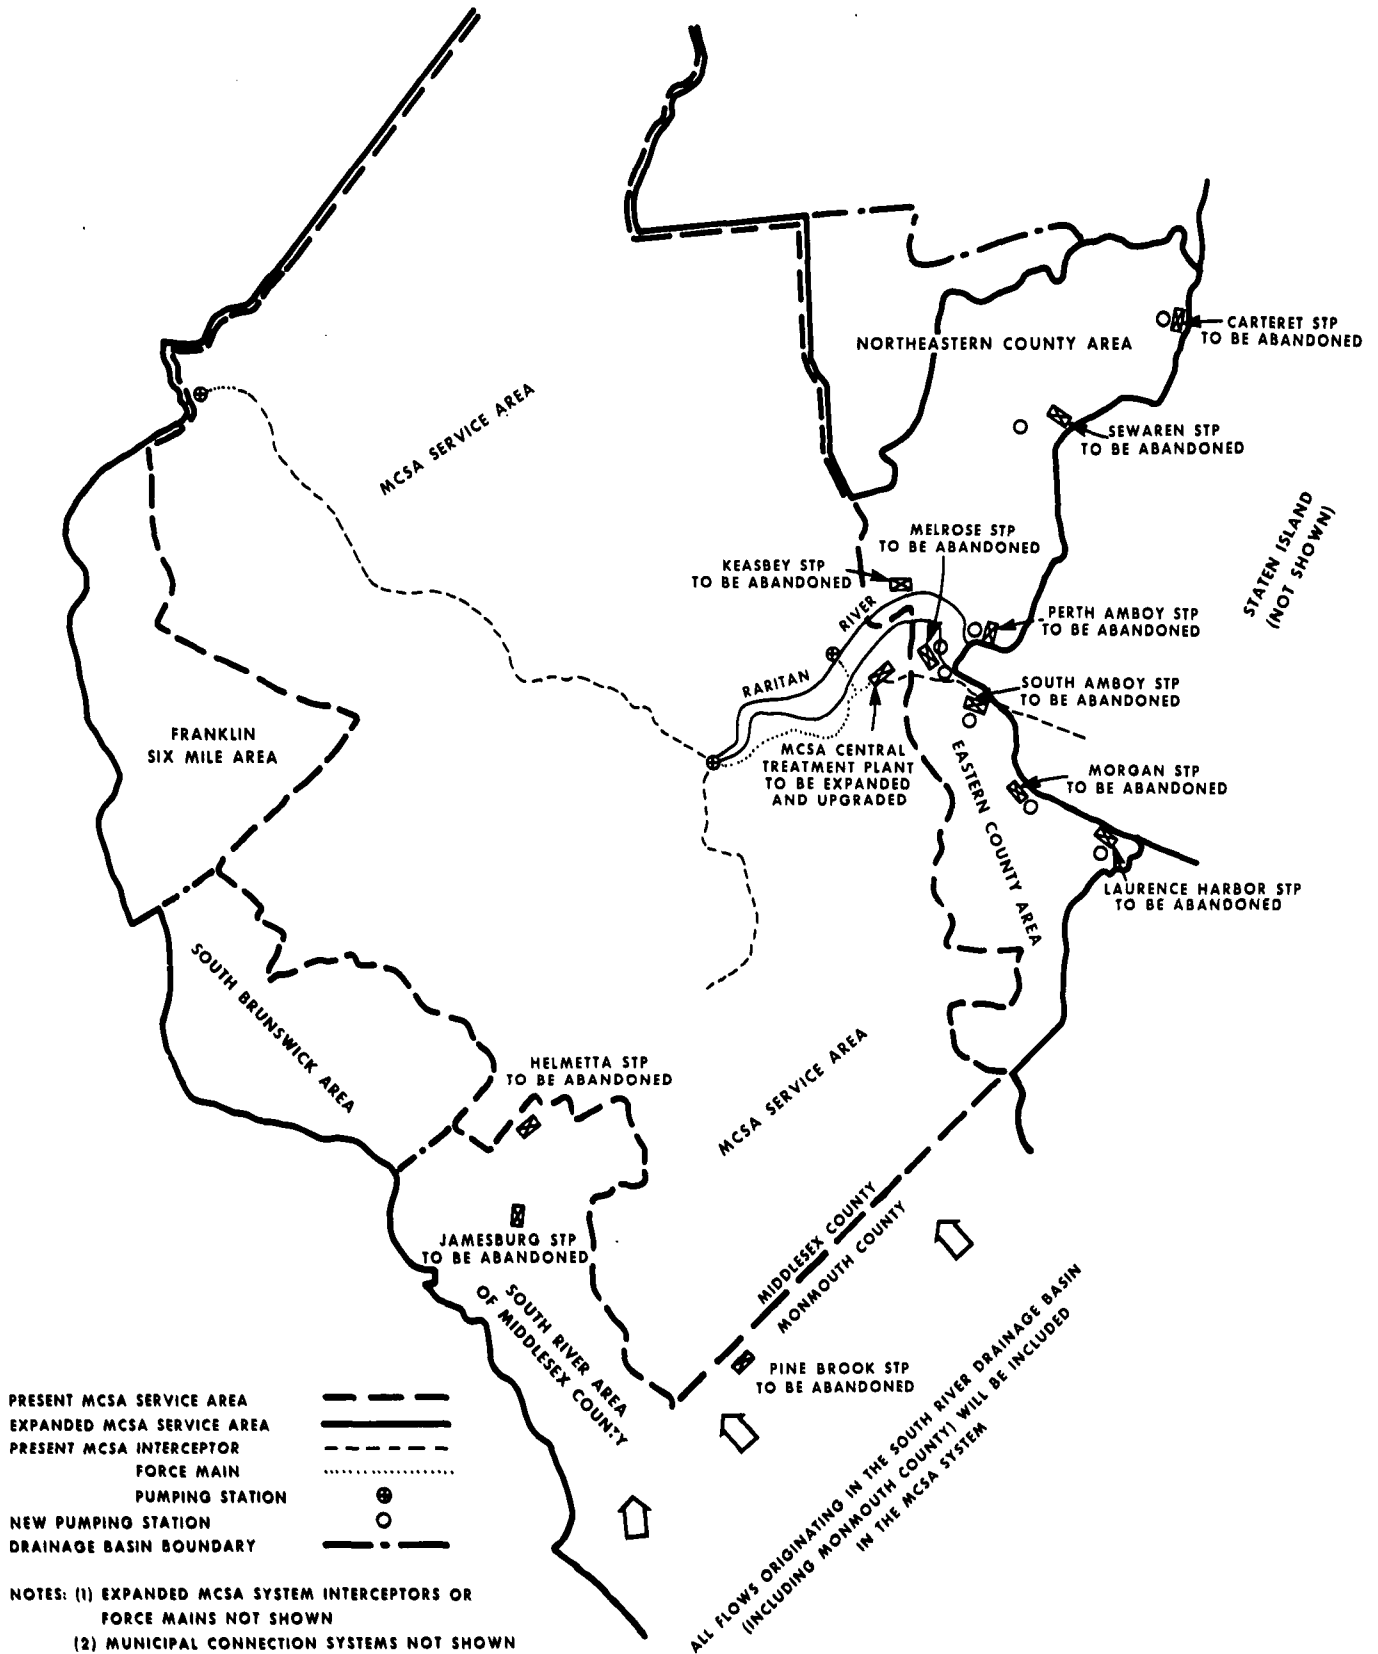 CARTERET STP
TO BE ABANDONED
NORTHEASTERN COUNTY AREA
MCSA SERVICE AREA
SEWAREN STP
TO BE ABANDONED
STATEN ISLAND
(NOT SHOWN)
MELROSE STP
TO BE ABANDONED
KEASBEY STP
TO BE ABANDONED
RARITAN RIVER
PERTH AMBOY STP
TO BE ABANDONED
SOUTH AMBOY STP
TO BE ABANDONED
FRANKLIN
SIX MILE AREA
MCSA CENTRAL
TREATMENT PLANT
TO BE EXPANDED
AND UPGRADED
EASTERN COUNTY AREA
MORGAN STP
TO BE ABANDONED
LAURENCE HARBOR STP
TO BE ABANDONED
SOUTH BRUNSWICK AREA
HELMETTA STP
TO BE ABANDONED
MCSA SERVICE AREA
JAMESBURG STP
TO BE ABANDONED
MIDDLESEX COUNTY
MONMOUTH COUNTY
SOUTH RIVER AREA
OF MIDDLESEX COUNTY
PINE BROOK STP
TO BE ABANDONED
ALL FLOWS ORIGINATING IN THE SOUTH RIVER DRAINAGE BASIN
(INCLUDING MONMOUTH COUNTY) WILL BE INCLUDED
IN THE MCSA SYSTEM
PRESENT MCSA SERVICE AREA
EXPANDED MCSA SERVICE AREA
PRESENT MCSA INTERCEPTOR
FORCE MAIN
PUMPING STATION
NEW PUMPING STATION
DRAINAGE BASIN BOUNDARY
NOTES: (1) EXPANDED MCSA SYSTEM INTERCEPTORS OR
FORCE MAINS NOT SHOWN
(2) MUNICIPAL CONNECTION SYSTEMS NOT SHOWN